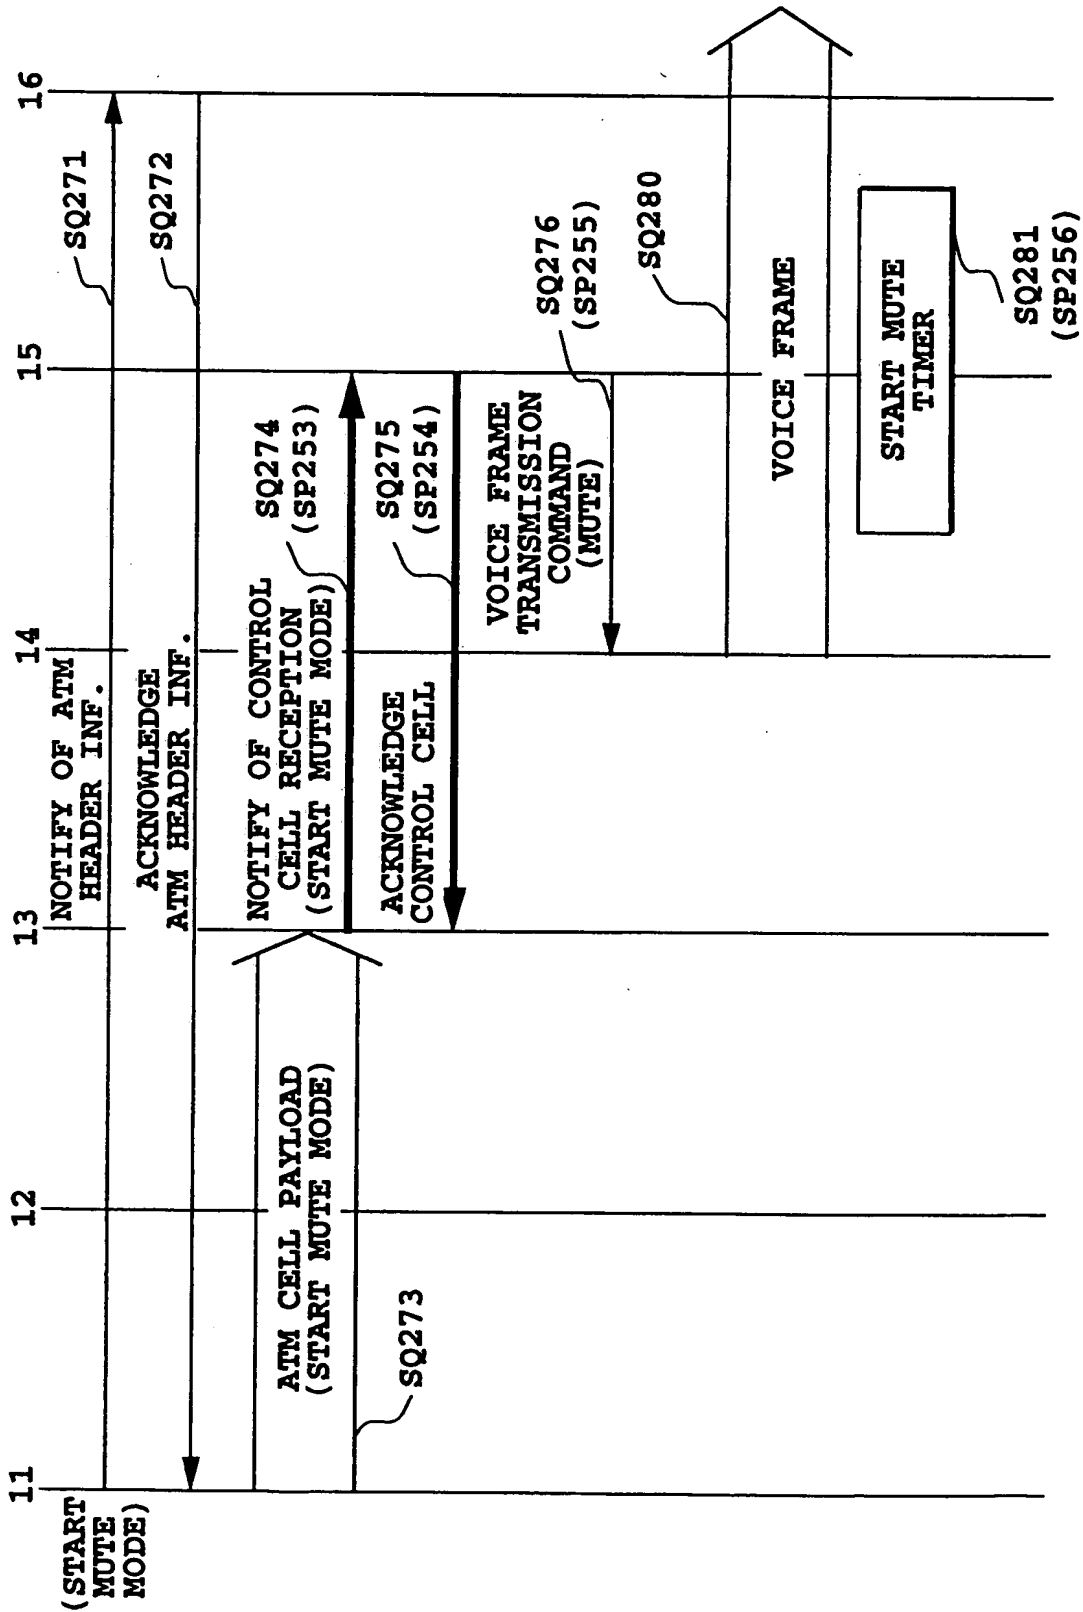 11
12
13
14
15
16
(START
MUTE
MODE)
NOTIFY OF ATM
HEADER INF.
SQ271
ACKNOWLEDGE
ATM HEADER INF.
SQ272
ATM CELL PAYLOAD
(START MUTE MODE)
SQ273
NOTIFY OF CONTROL
CELL RECEPTION
(START MUTE MODE)
SQ274
(SP253)
ACKNOWLEDGE
CONTROL CELL
SQ275
(SP254)
VOICE FRAME
TRANSMISSION
COMMAND
(MUTE)
SQ276
(SP255)
SQ280
VOICE FRAME
START MUTE
TIMER
SQ281
(SP256)